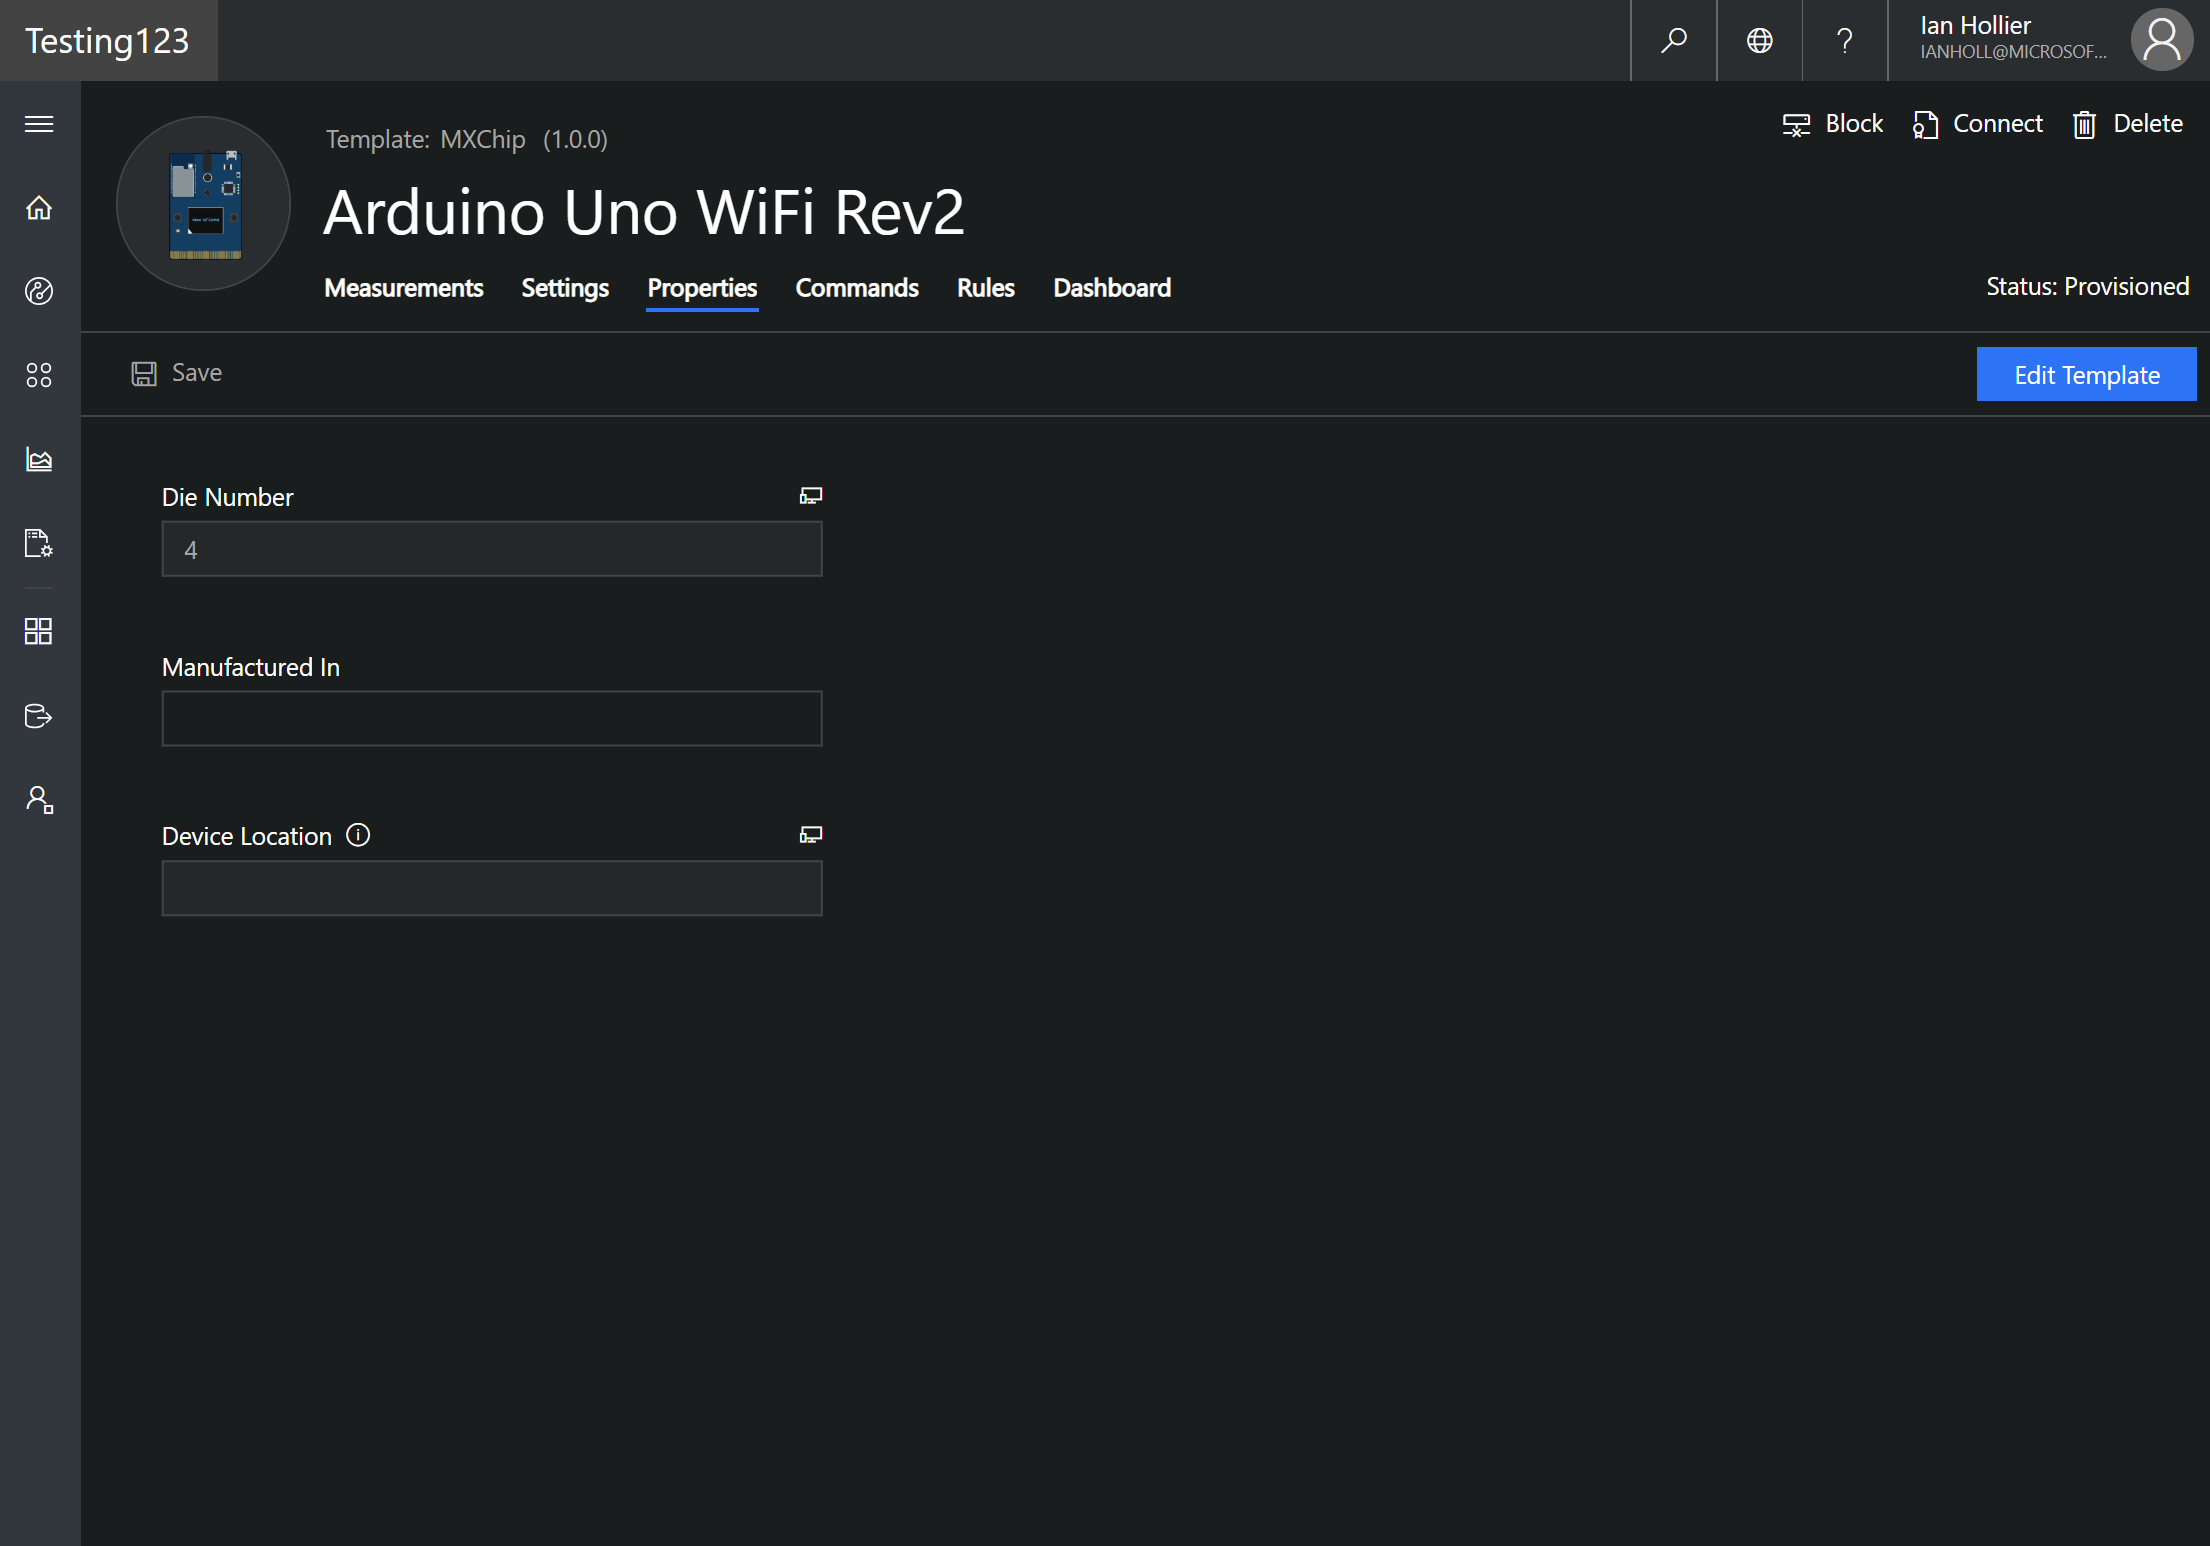 Testing123
Ian Hollier
IANHOLL@MICROSOF...
Block
Connect
Delete
Template: MXChip (1.0.0)
Arduino Uno WiFi Rev2
Measurements Settings Properties Commands Rules Dashboard
Status: Provisioned
Save
Edit Template
Die Number
4
Manufactured In
Device Location